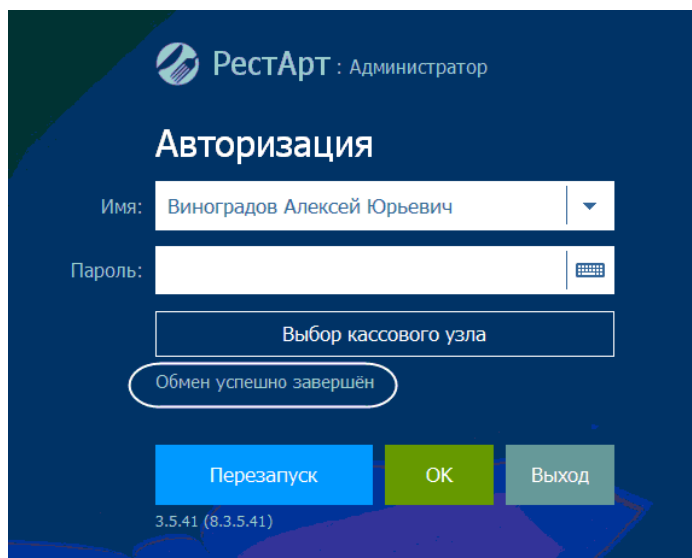 РестАрт : Администратор
Авторизация
Имя: Виноградов Алексей Юрьевич
Пароль:
Выбор кассового узла
Обмен успешно завершён
Перезапуск ОК Выход
3.5.41 (8.3.5.41)